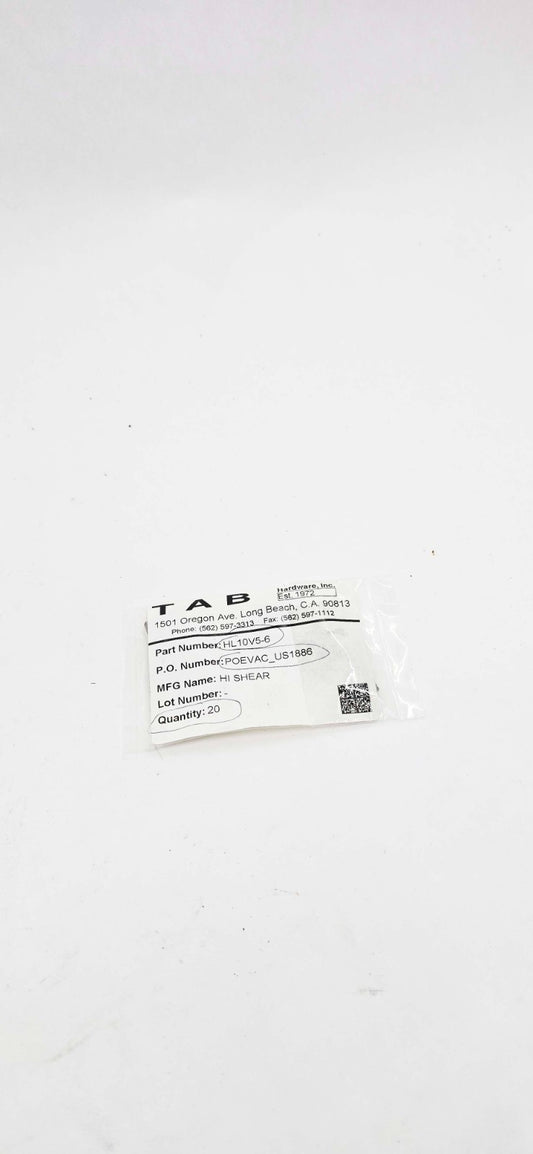 T A B Hardware, Inc.
Est. 1972
1501 Oregon Ave. Long Beach, C.A. 90813
Phone: (562) 597-3313 Fax: (562) 597-1112
Part Number: HL10V5-6
P.O. Number: POEVAC_US1886
MFG Name: HI SHEAR
Lot Number: -
Quantity: 20